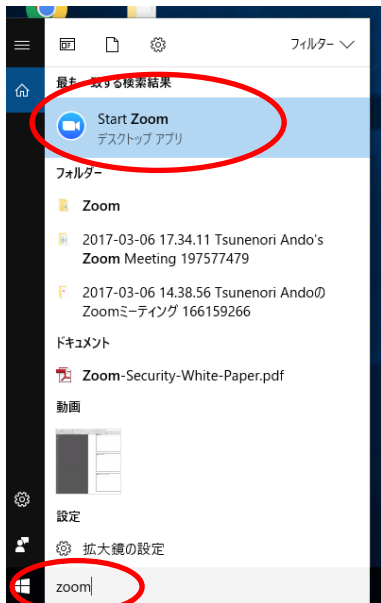 フィルター
最も一致する検索結果
Start Zoom
デスクトップ アプリ
フォルダー
Zoom
2017-03-06 17.34.11 Tsunenori Ando's
Zoom Meeting 197577479
2017-03-06 14.38.56 Tsunenori Andoの
Zoomミーティング 166159266
ドキュメント
Zoom-Security-White-Paper.pdf
動画
設定
拡大鏡の設定
zoom